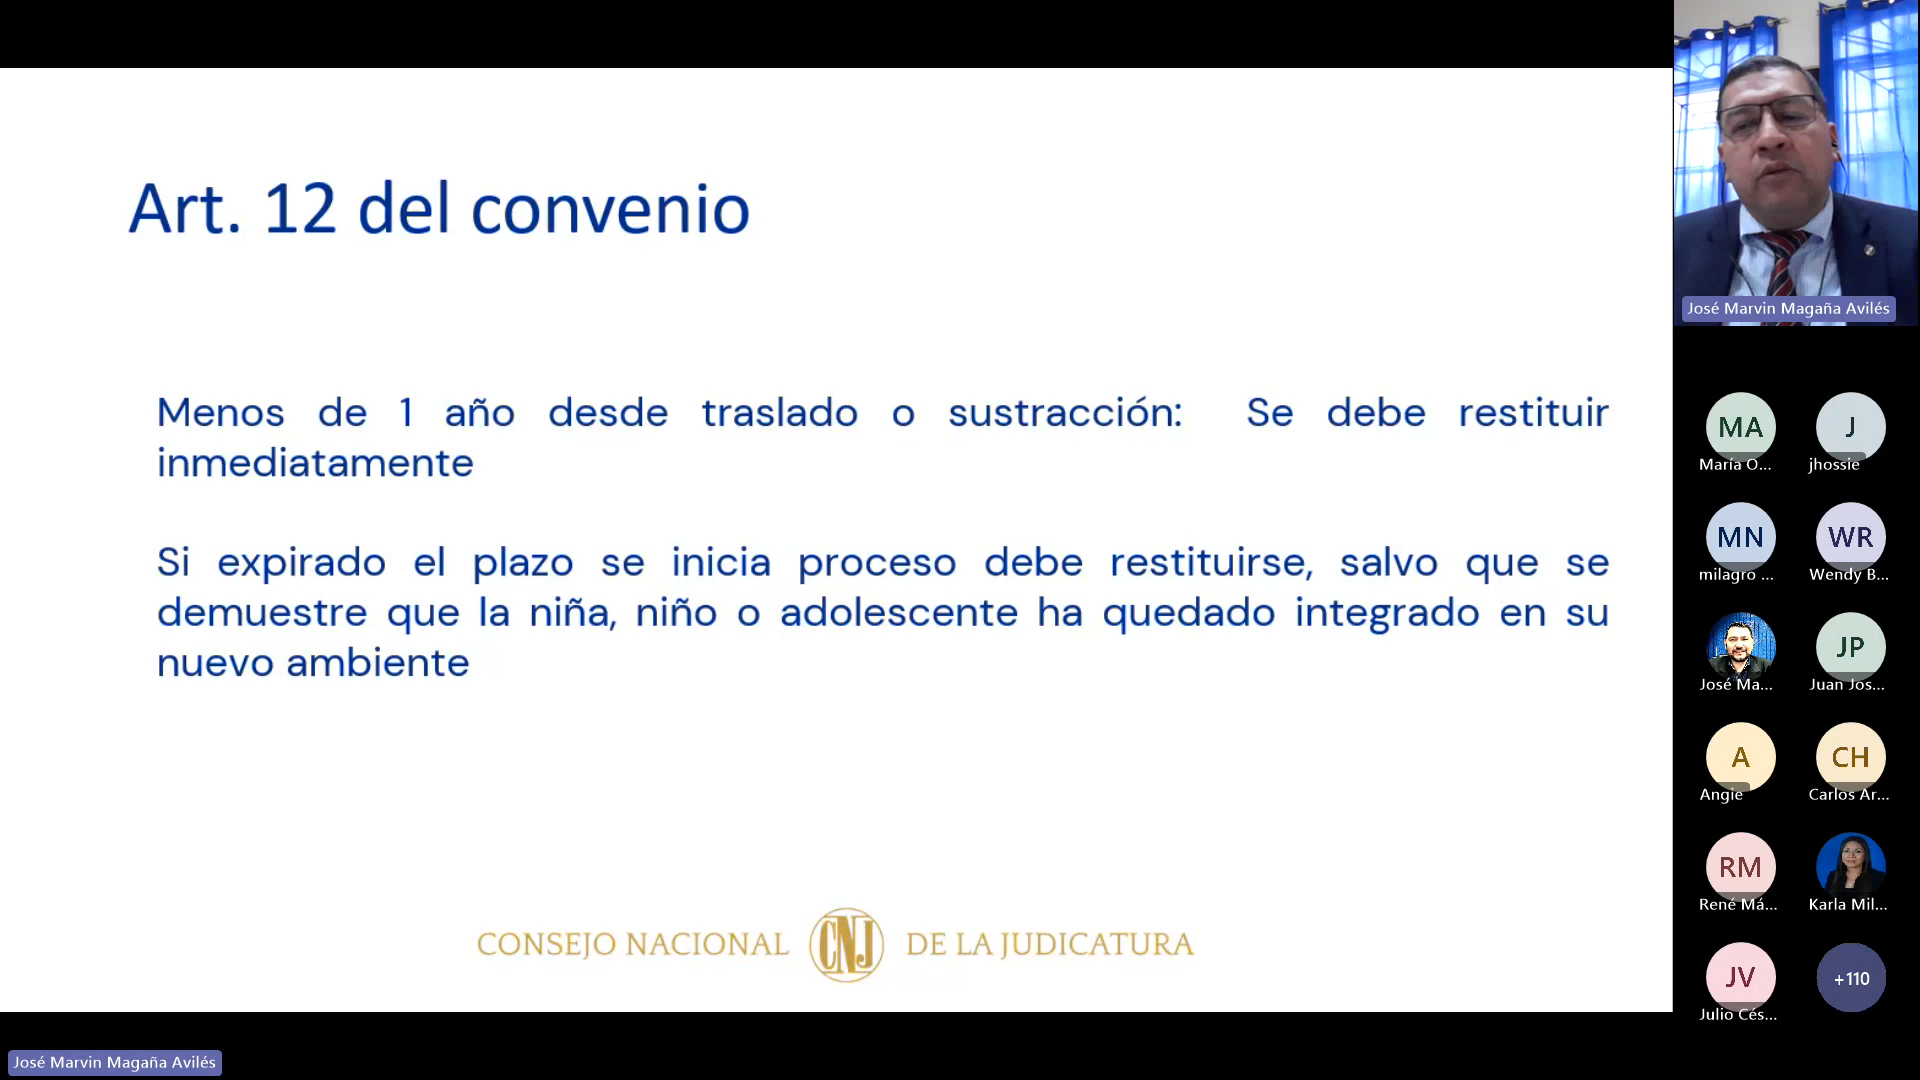 Art. 12 del convenio
Menos de 1 año desde traslado o sustracción: Se debe restituir
inmediatamente
Si expirado el plazo se inicia proceso debe restituirse, salvo que se
demuestre que la niña, niño o adolescente ha quedado integrado en su
nuevo ambiente
CONSEJO NACIONAL CNJ DE LA JUDICATURA
José Marvin Magaña Avilés
José Marvin Magaña Avilés
MA J
María O... jhossie
MN WR
milagro ... Wendy B...
JP
José Ma... Juan Jos...
A CH
Angie Carlos Ar...
RM
René Má... Karla Mil...
JV +110
Julio Cés...